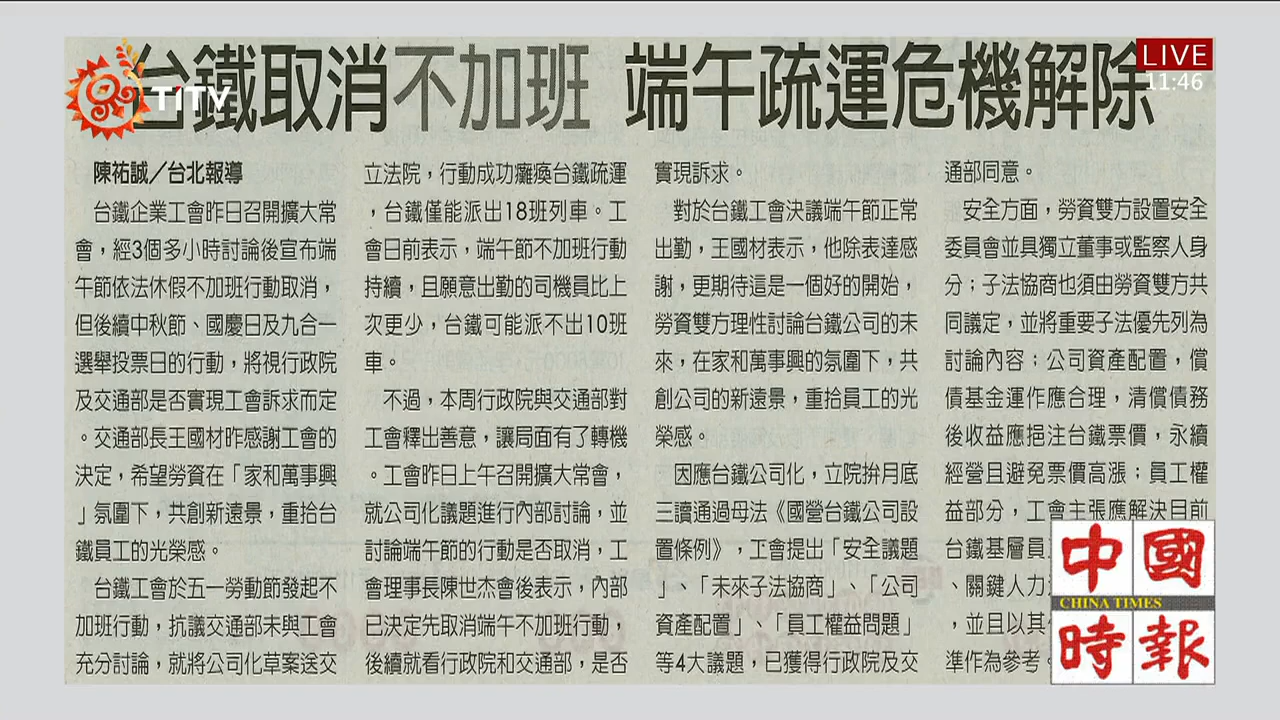 台鐵取消不加班 端午疏運危機解除
TiTV
LIVE
11:46
陳祐誠／台北報導
台鐵企業工會昨日召開擴大常
會，經3個多小時討論後宣布端
午節依法休假不加班行動取消，
但後續中秋節、國慶日及九合一
選舉投票日的行動，將視行政院
及交通部是否實現工會訴求而定
。交通部長王國材昨感謝工會的
決定，希望勞資在「家和萬事興
」氛圍下，共創新遠景，重拾台
鐵員工的光榮感。
台鐵工會於五一勞動節發起不
加班行動，抗議交通部未與工會
充分討論，就將公司化草案送交
立法院，行動成功癱瘓台鐵疏運
，台鐵僅能派出18班列車。工
會日前表示，端午節不加班行動
持續，且願意出勤的司機員比上
次更少，台鐵可能派不出10班
車。
不過，本周行政院與交通部對
工會釋出善意，讓局面有了轉機
。工會昨日上午召開擴大常會，
就公司化議題進行內部討論，並
討論端午節的行動是否取消，工
會理事長陳世杰會後表示，內部
已決定先取消端午不加班行動，
後續就看行政院和交通部，是否
實現訴求。
對於台鐵工會決議端午節正常
出勤，王國材表示，他除表達感
謝，更期待這是一個好的開始，
勞資雙方理性討論台鐵公司的未
來，在家和萬事興的氛圍下，共
創公司的新遠景，重拾員工的光
榮感。
因應台鐵公司化，立院拚月底
三讀通過母法《國營台鐵公司設
置條例》，工會提出「安全議題
」、「未來子法協商」、「公司
資產配置」、「員工權益問題」
等4大議題，已獲得行政院及交
通部同意。
安全方面，勞資雙方設置安全
委員會並具獨立董事或監察人身
分；子法協商也須由勞資雙方共
同議定，並將重要子法優先列為
討論內容；公司資產配置，償
債基金運作應合理，清償債務
後收益應挹注台鐵票價，永續
經營且避免票價高漲；員工權
益部分，工會主張應解決目前
台鐵基層員
、關鍵人力
，並且以其
準作為參考。
中國時報
CHINA TIMES